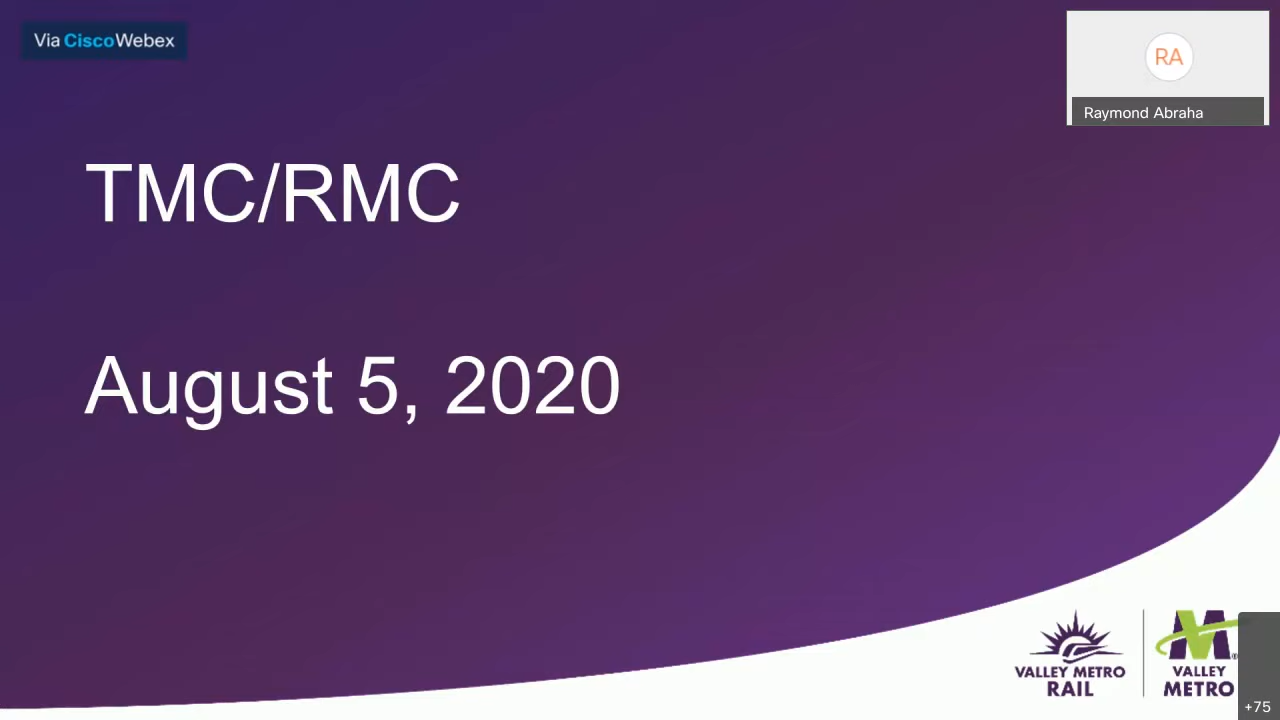 Via CiscoWebex
RA
Raymond Abraha
TMC/RMC
August 5, 2020
VALLEY METRO
RAIL
VALLEY
METRO
+75